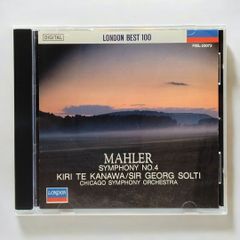 DIGITAL
LONDON BEST 100
MAHLER
SYMPHONY NO.4
KIRI TE KANAWA/SIR GEORG SOLTI
CHICAGO SYMPHONY ORCHESTRA
LONDON